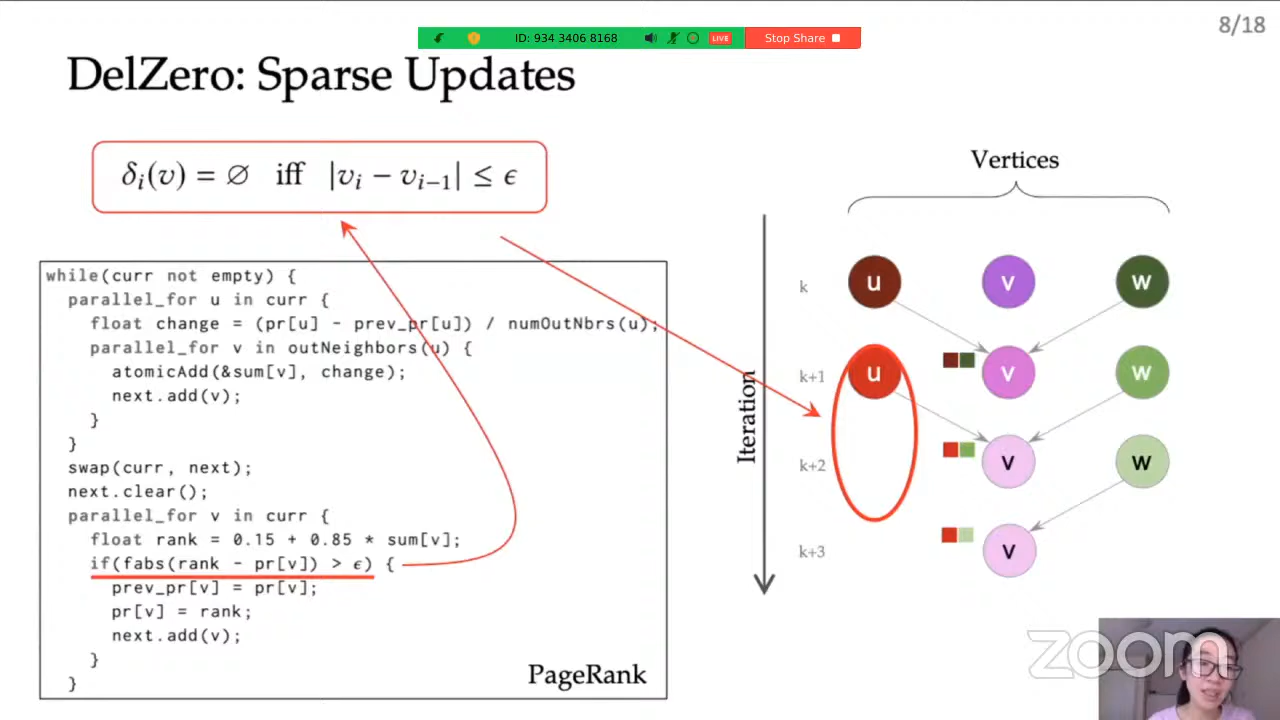 8/18
ID: 934 3406 8168
LIVE
Stop Share
DelZero: Sparse Updates
δᵢ(v) = ∅ iff |vᵢ − vᵢ₋₁| ≤ ϵ
while(curr not empty) {
parallel_for u in curr {
float change = (pr[u] - prev_pr[u]) / numOutNbrs(u);
parallel_for v in outNeighbors(u) {
atomicAdd(&sum[v], change);
next.add(v);
}
}
swap(curr, next);
next.clear();
parallel_for v in curr {
float rank = 0.15 + 0.85 * sum[v];
if(fabs(rank - pr[v]) > ϵ) {
prev_pr[v] = pr[v];
pr[v] = rank;
next.add(v);
}
}
PageRank
Vertices
Iteration
k
u
v
w
k+1
u
v
w
k+2
v
w
k+3
v
zoom